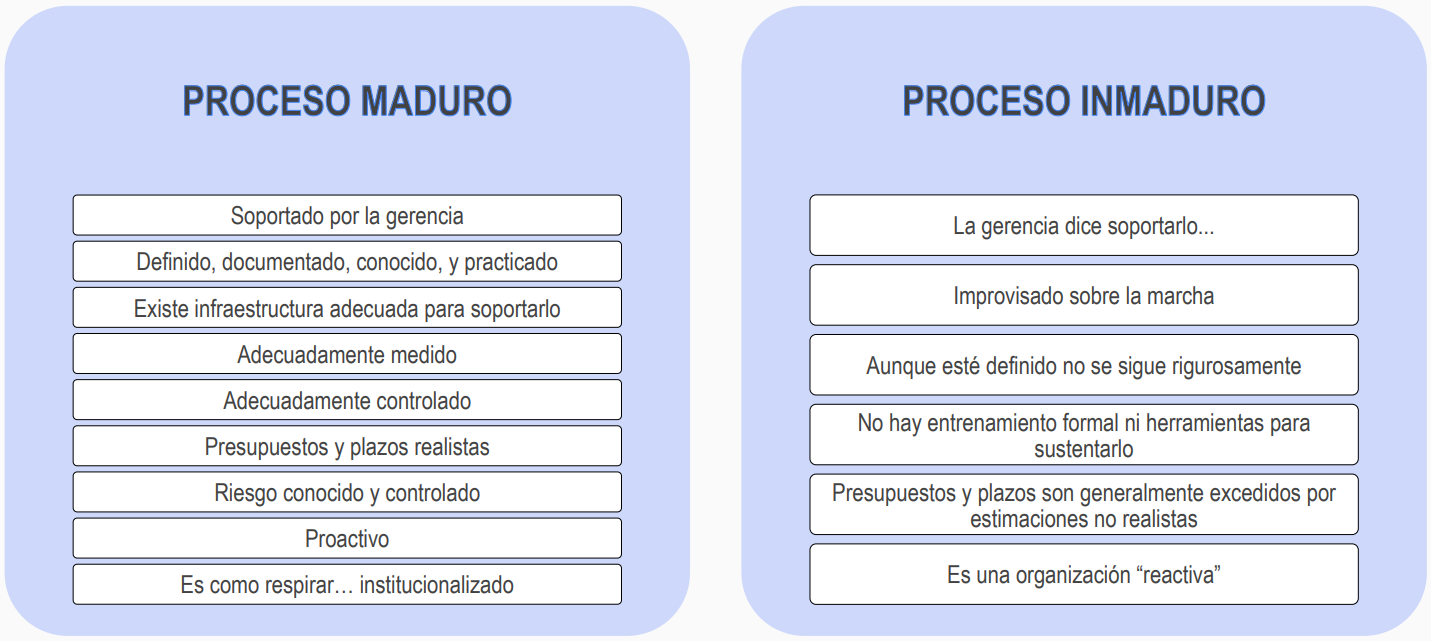 PROCESO MADURO
Soportado por la gerencia
Definido, documentado, conocido, y practicado
Existe infraestructura adecuada para soportarlo
Adecuadamente medido
Adecuadamente controlado
Presupuestos y plazos realistas
Riesgo conocido y controlado
Proactivo
Es como respirar… institucionalizado
PROCESO INMADURO
La gerencia dice soportarlo...
Improvisado sobre la marcha
Aunque esté definido no se sigue rigurosamente
No hay entrenamiento formal ni herramientas para
sustentarlo
Presupuestos y plazos son generalmente excedidos por
estimaciones no realistas
Es una organización “reactiva”